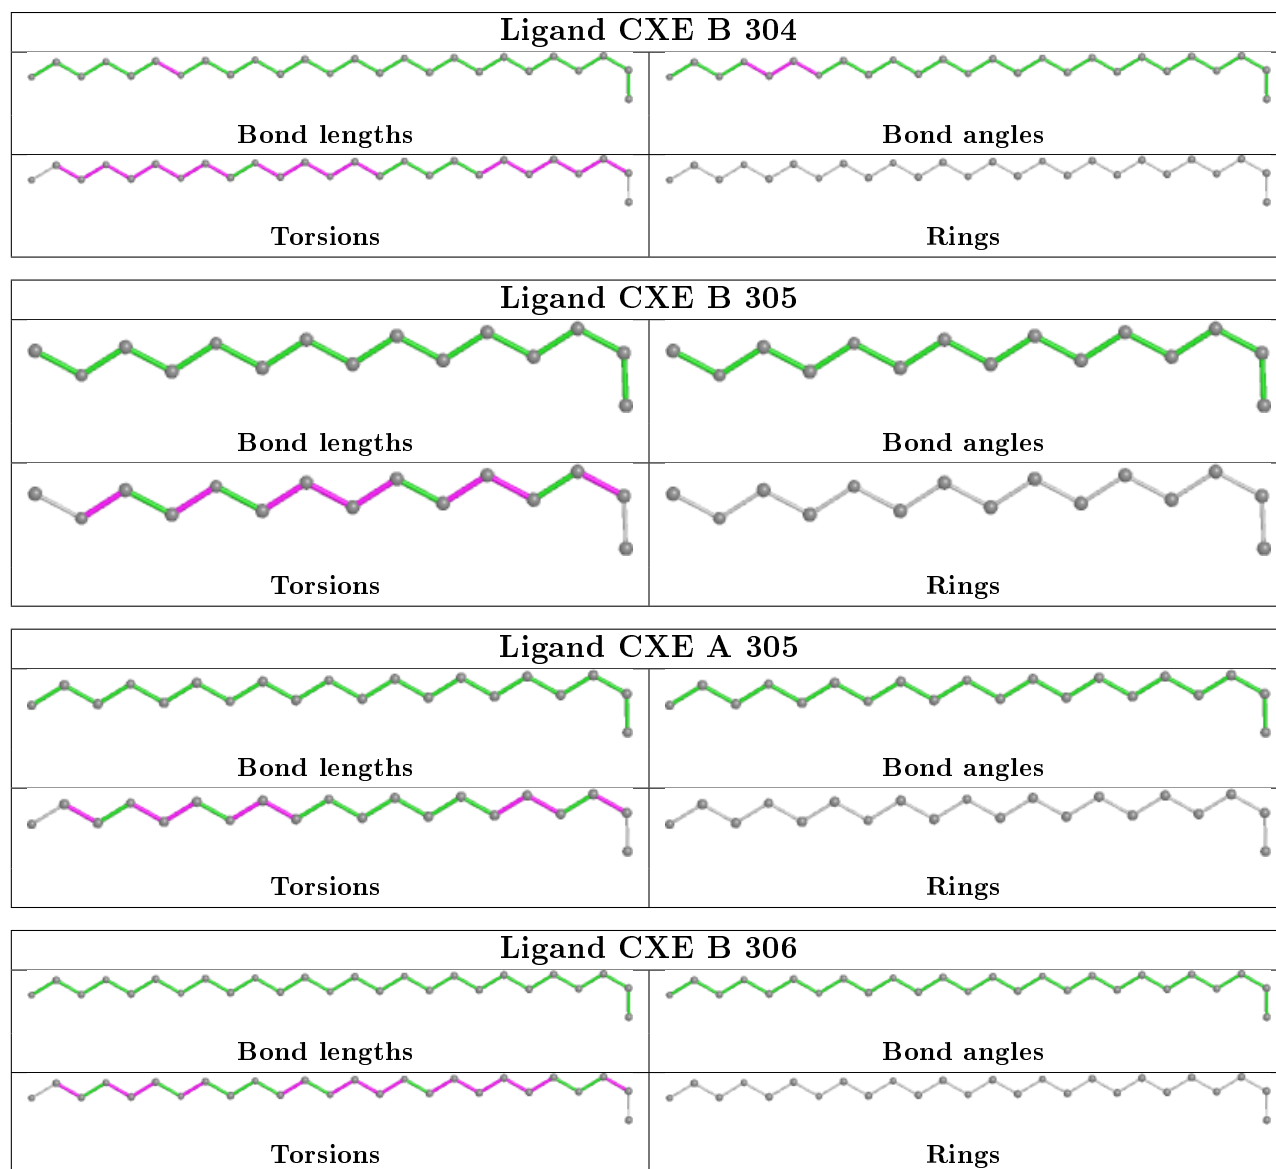 Ligand CXE B 304
Bond lengths
Bond angles
Torsions
Rings
Ligand CXE B 305
Bond lengths
Bond angles
Torsions
Rings
Ligand CXE A 305
Bond lengths
Bond angles
Torsions
Rings
Ligand CXE B 306
Bond lengths
Bond angles
Torsions
Rings